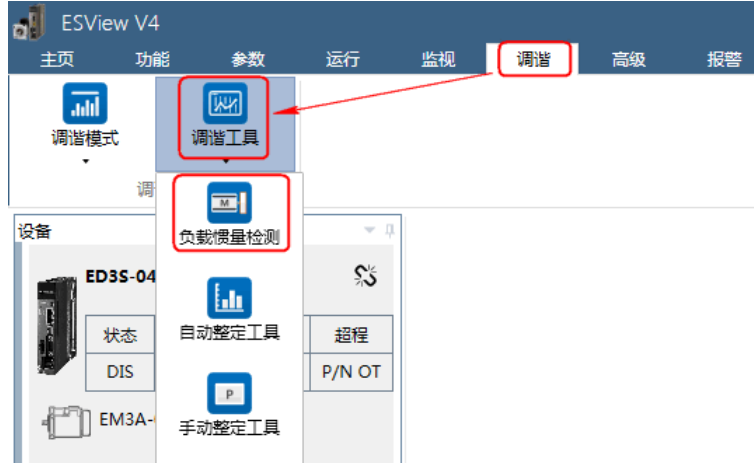 ESView V4
主页 功能 参数 运行 监视 调谐 高级 报警
调谐模式 调谐工具
调
负载惯量检测
设备
ED3S-04
自动整定工具
状态 超程
DIS P/N OT
EM3A-
手动整定工具